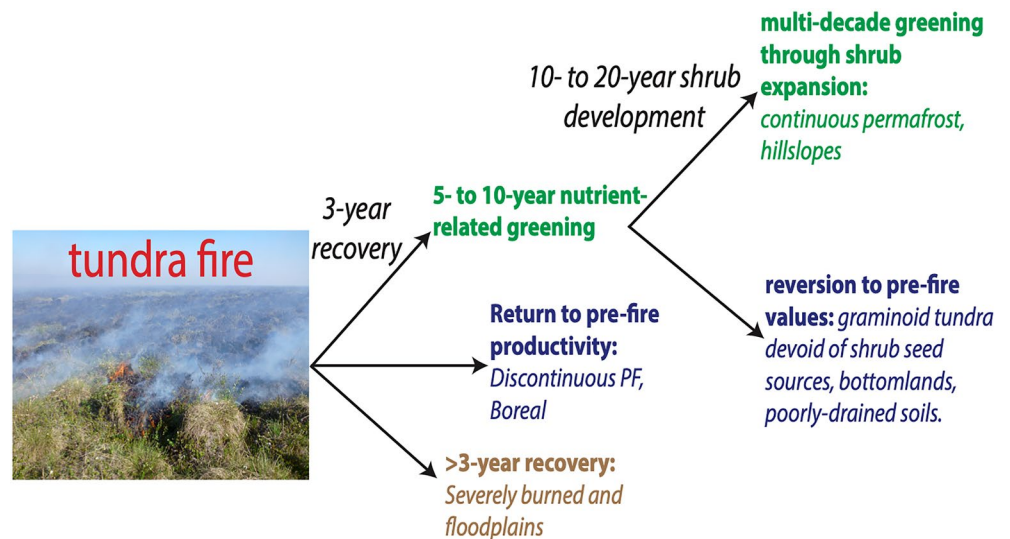 tundra fire
3-year
recovery
5- to 10-year nutrient-
related greening
10- to 20-year shrub
development
multi-decade greening
through shrub
expansion:
continuous permafrost,
hillslopes
reversion to pre-fire
values: graminoid tundra
devoid of shrub seed
sources, bottomlands,
poorly-drained soils.
Return to pre-fire
productivity:
Discontinuous PF,
Boreal
>3-year recovery:
Severely burned and
floodplains